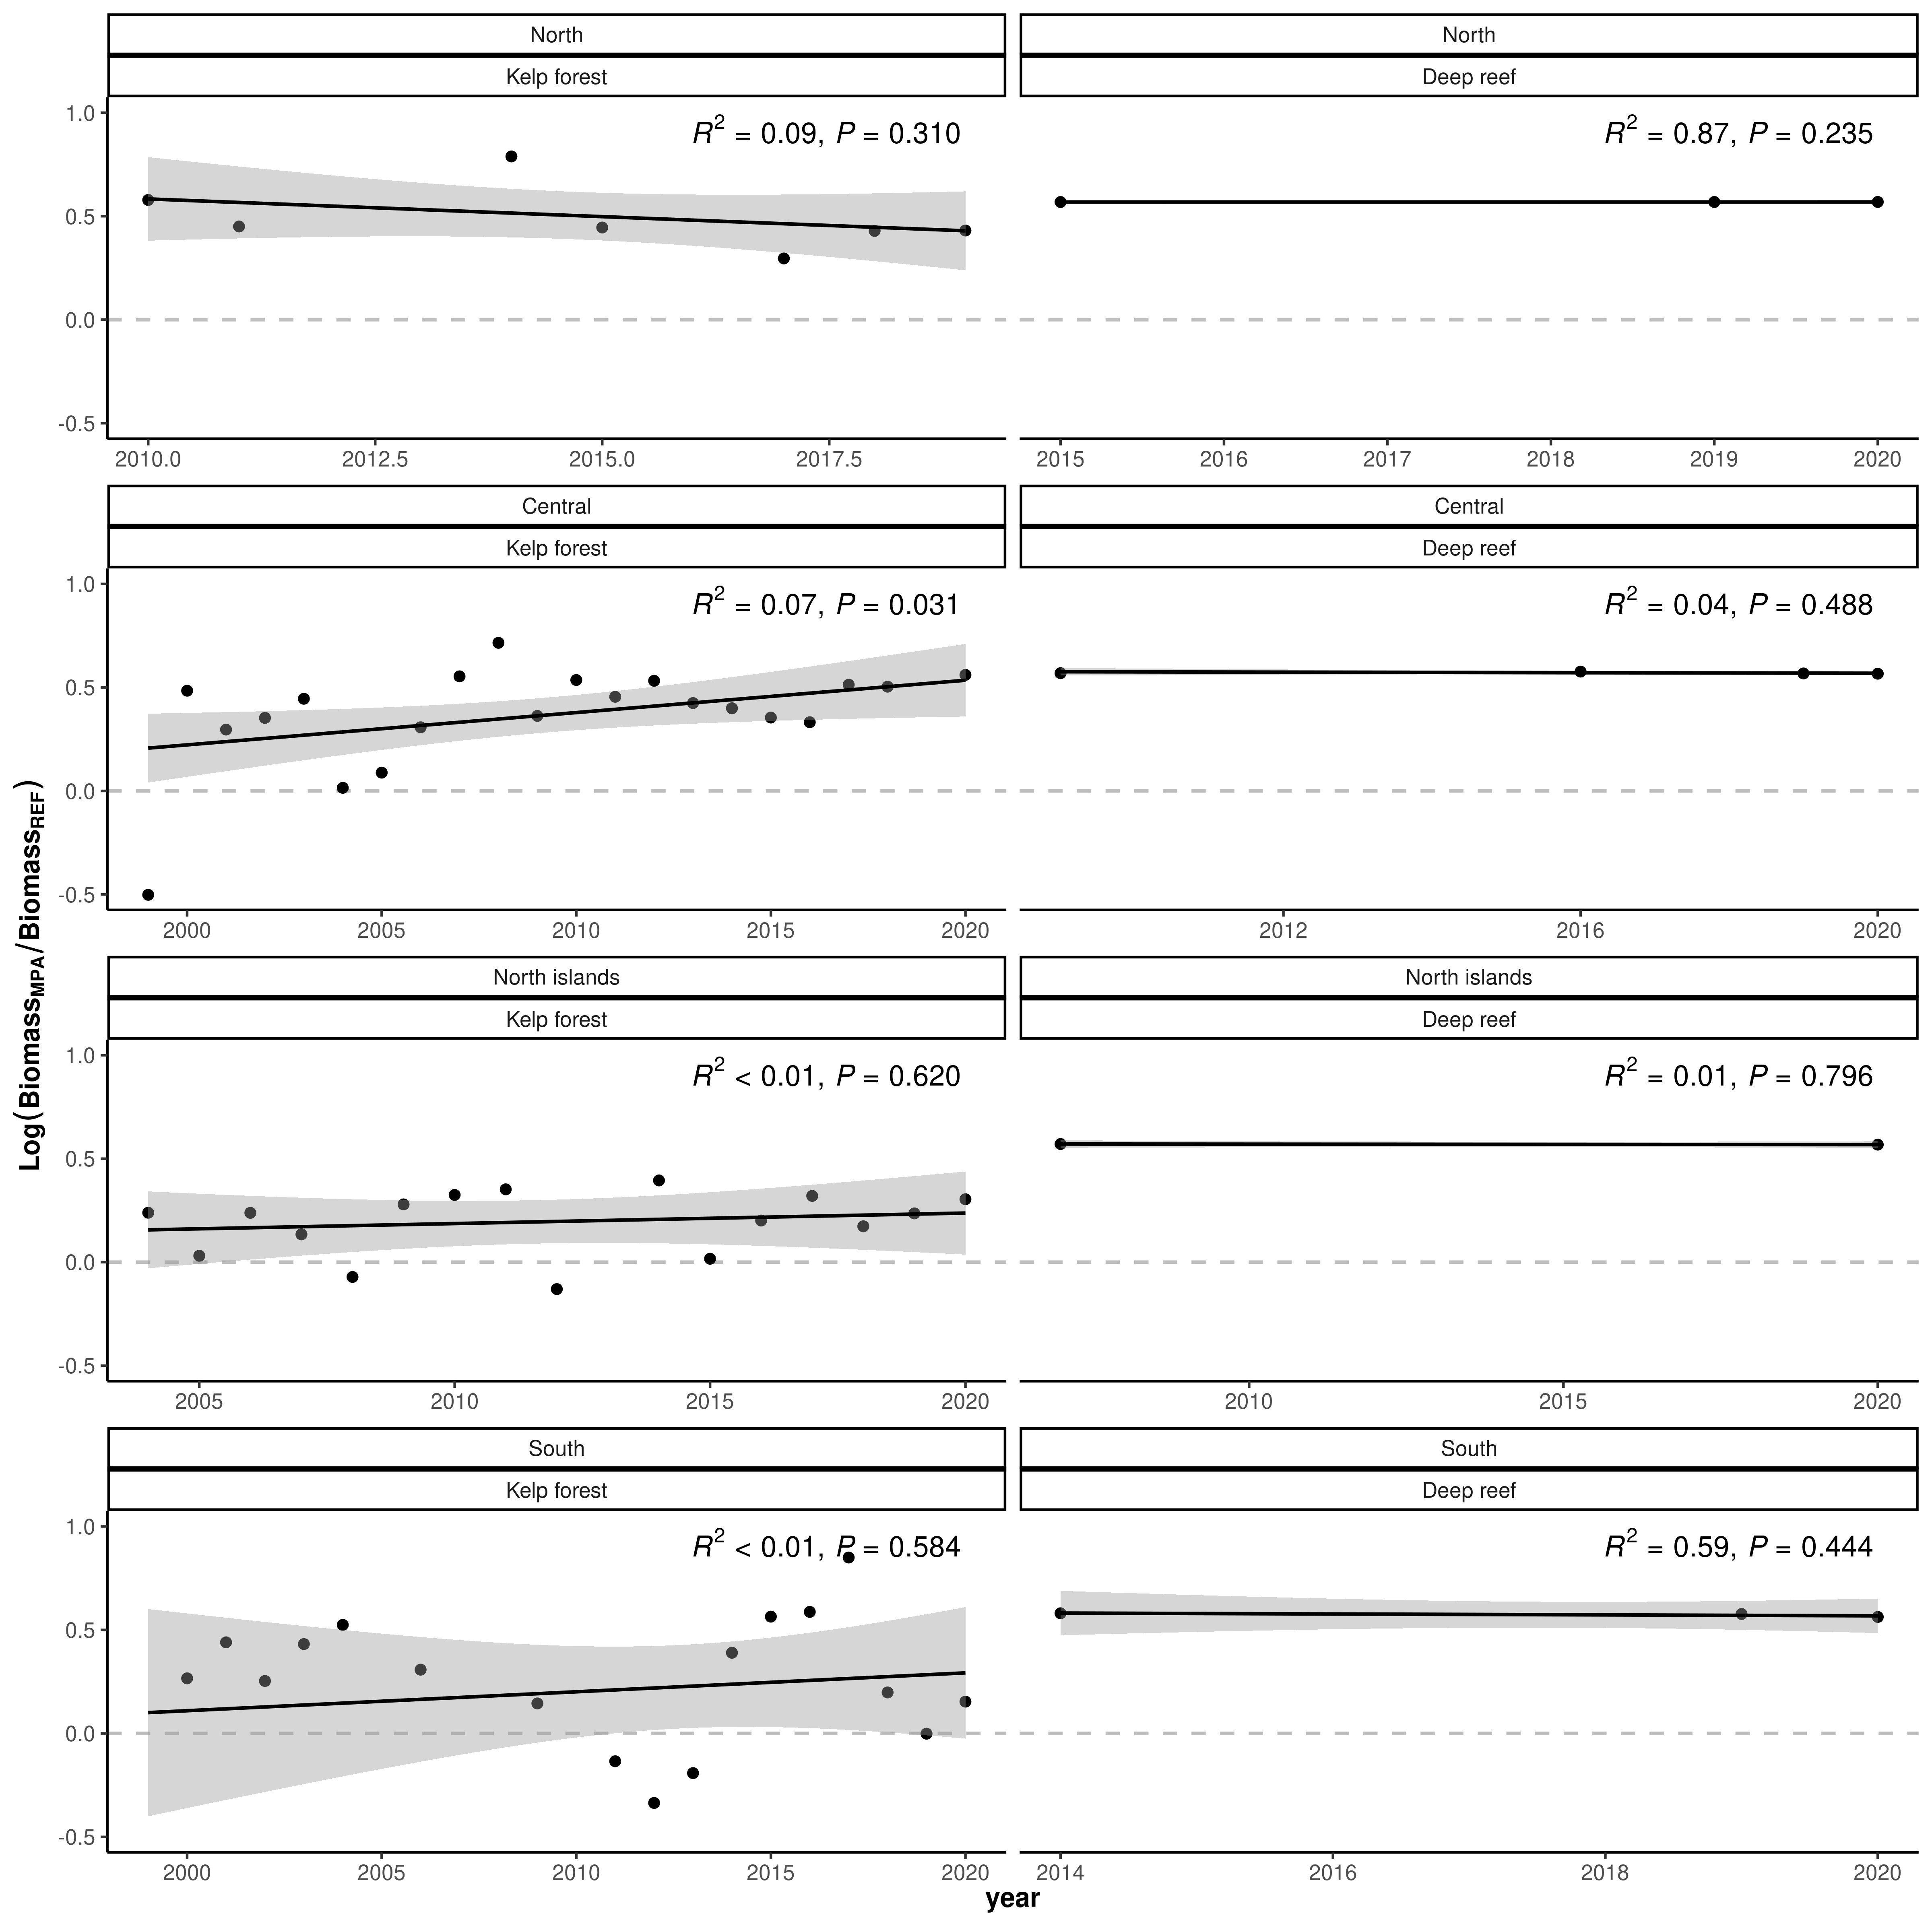 North
North
Kelp forest
Deep reef
R² = 0.09, P = 0.310
R² = 0.87, P = 0.235
1.0
0.5
0.0
-0.5
2010.0 2012.5 2015.0 2017.5
2015 2016 2017 2018 2019 2020
Central
Central
Kelp forest
Deep reef
R² = 0.07, P = 0.031
R² = 0.04, P = 0.488
1.0
0.5
0.0
-0.5
2000 2005 2010 2015 2020
2012 2016 2020
Log(BiomassMPA/BiomassREF)
North islands
North islands
Kelp forest
Deep reef
R² < 0.01, P = 0.620
R² = 0.01, P = 0.796
1.0
0.5
0.0
-0.5
2005 2010 2015 2020
2010 2015 2020
South
South
Kelp forest
Deep reef
R² < 0.01, P = 0.584
R² = 0.59, P = 0.444
1.0
0.5
0.0
-0.5
2000 2005 2010 2015 2020
2014 2016 2018 2020
year